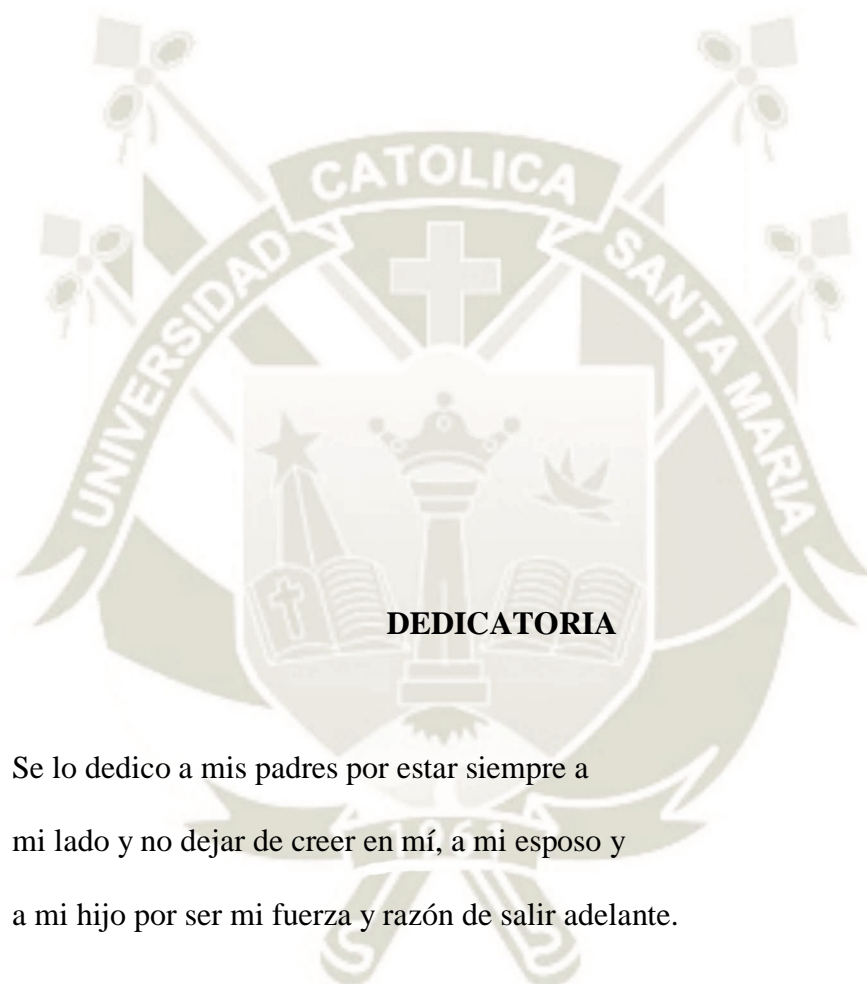 CATOLICA
UNIVERSIDAD
SANTA MARIA
DEDICATORIA
Se lo dedico a mis padres por estar siempre a
mi lado y no dejar de creer en mí, a mi esposo y
a mi hijo por ser mi fuerza y razón de salir adelante.
1961